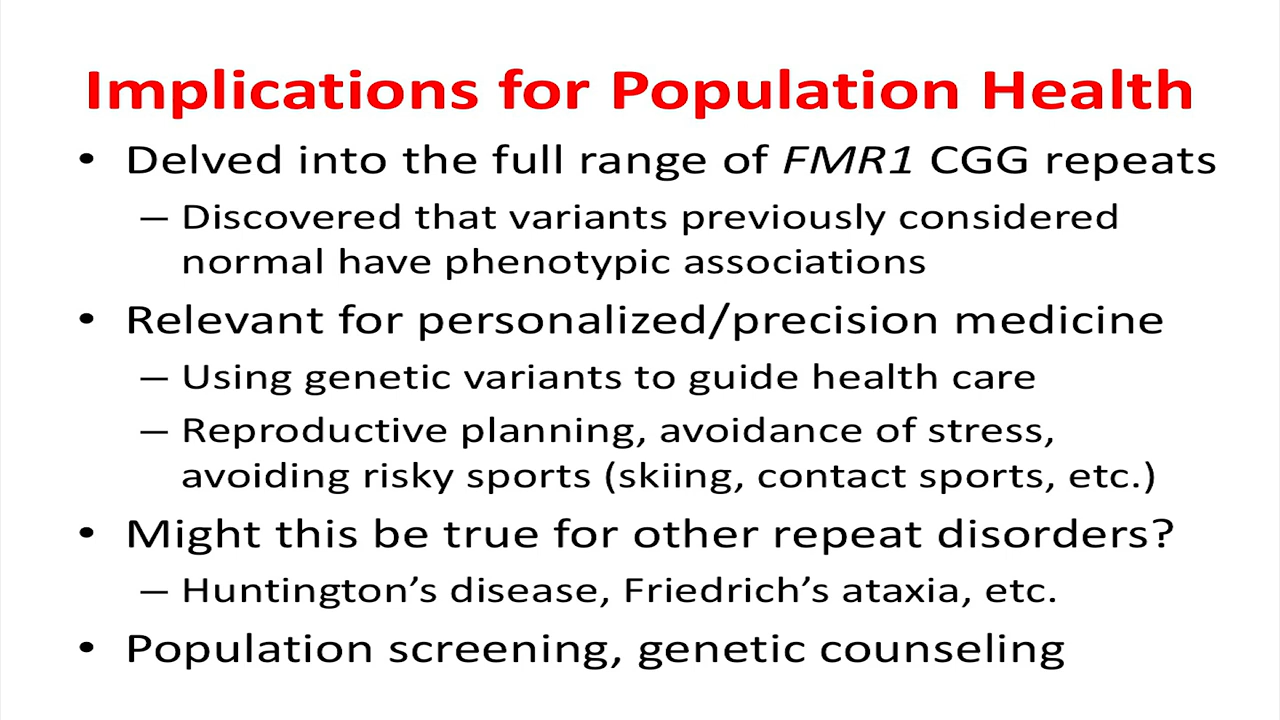 Implications for Population Health
• Delved into the full range of FMR1 CGG repeats
– Discovered that variants previously considered
normal have phenotypic associations
• Relevant for personalized/precision medicine
– Using genetic variants to guide health care
– Reproductive planning, avoidance of stress,
avoiding risky sports (skiing, contact sports, etc.)
• Might this be true for other repeat disorders?
– Huntington’s disease, Friedrich’s ataxia, etc.
• Population screening, genetic counseling